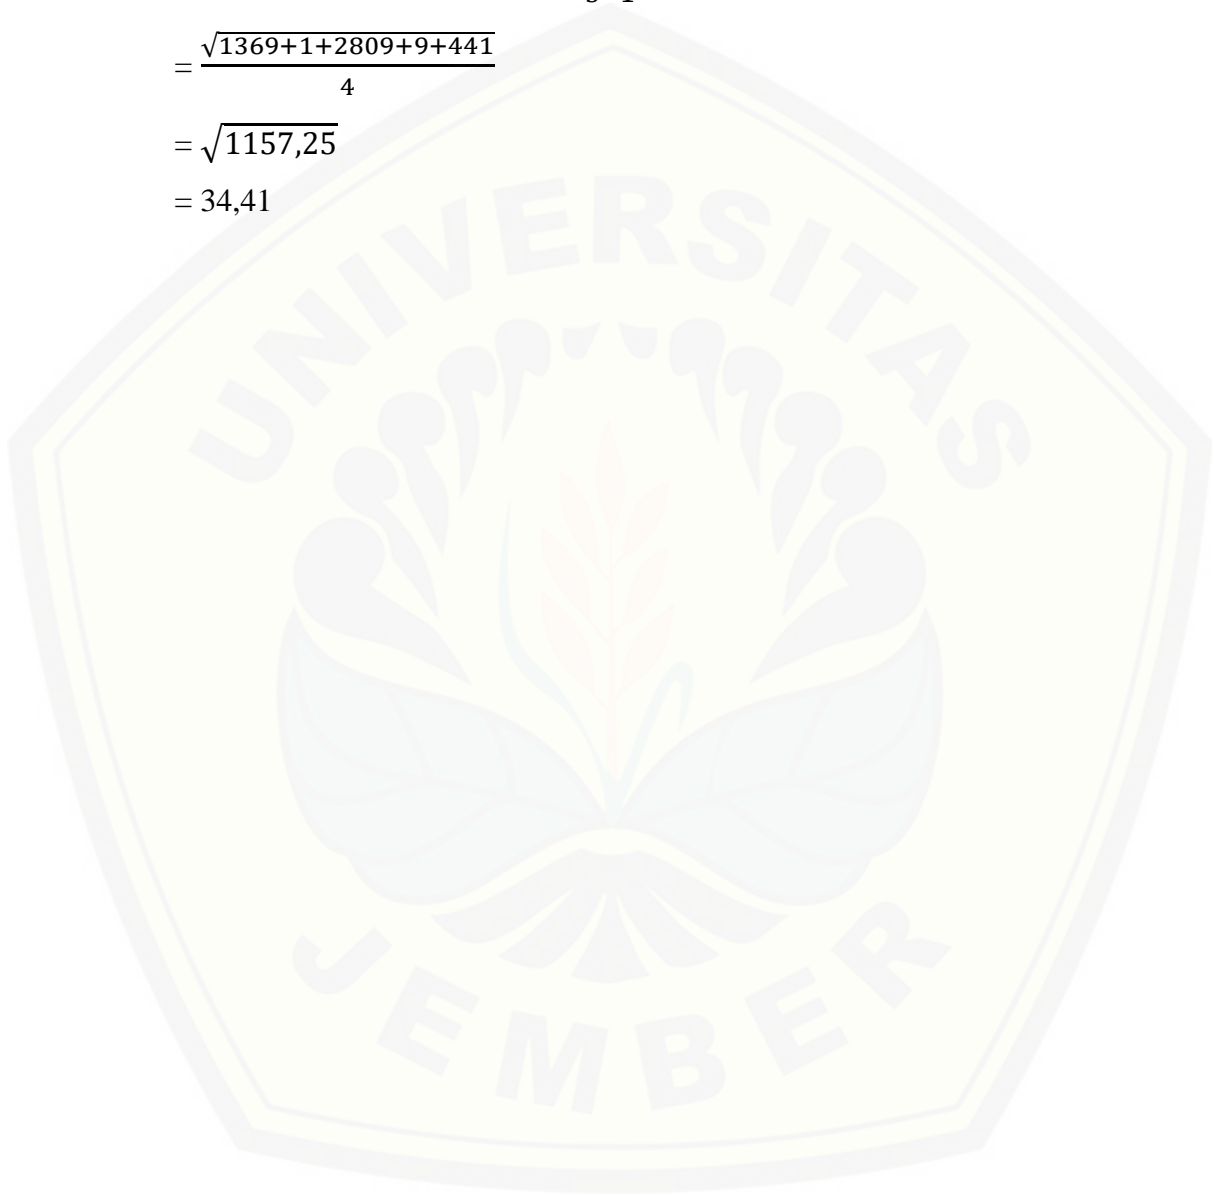 = √1369+1+2809+9+441
4
= √1157,25
= 34,41
UNIVERSITAS
JEMBER